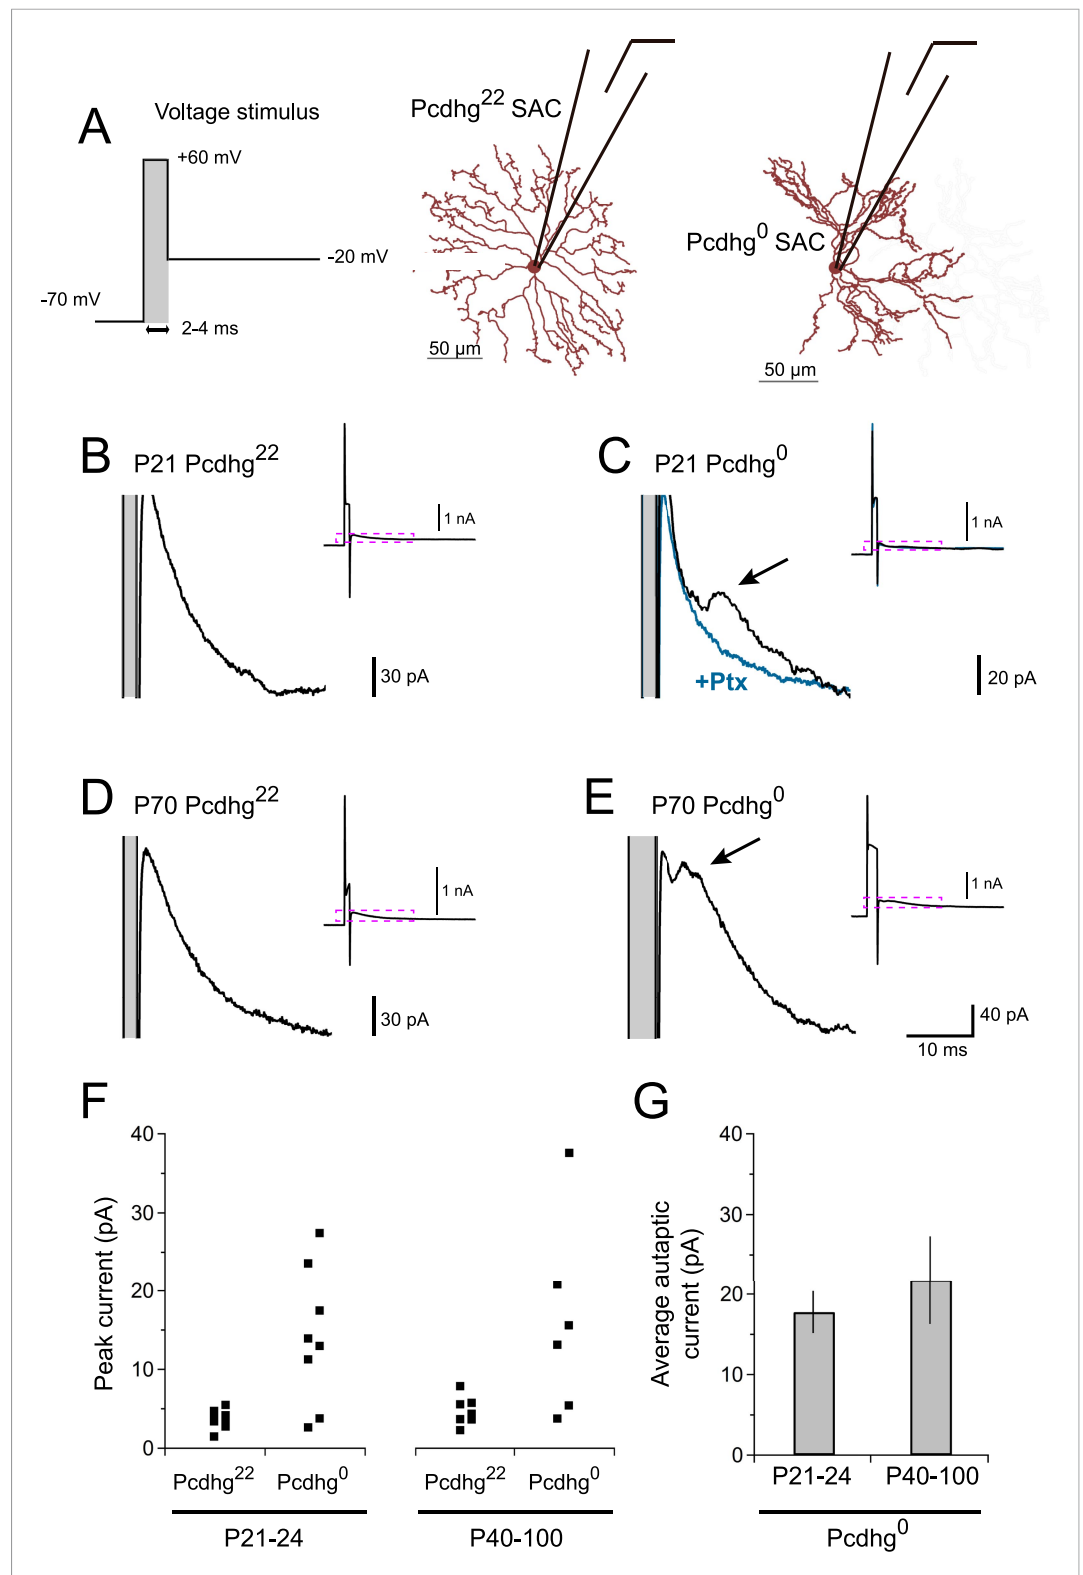 A
Voltage stimulus
+60 mV
-20 mV
-70 mV
2-4 ms
Pcdhg22 SAC
50 µm
Pcdhg0 SAC
50 µm
B
P21 Pcdhg22
1 nA
30 pA
C
P21 Pcdhg0
1 nA
+Ptx
20 pA
D
P70 Pcdhg22
1 nA
30 pA
E
P70 Pcdhg0
1 nA
40 pA
10 ms
F
Peak current (pA)
40
30
20
10
0
Pcdhg22
Pcdhg0
Pcdhg22
Pcdhg0
P21-24
P40-100
G
Average autaptic
current (pA)
40
30
20
10
0
P21-24
P40-100
Pcdhg0